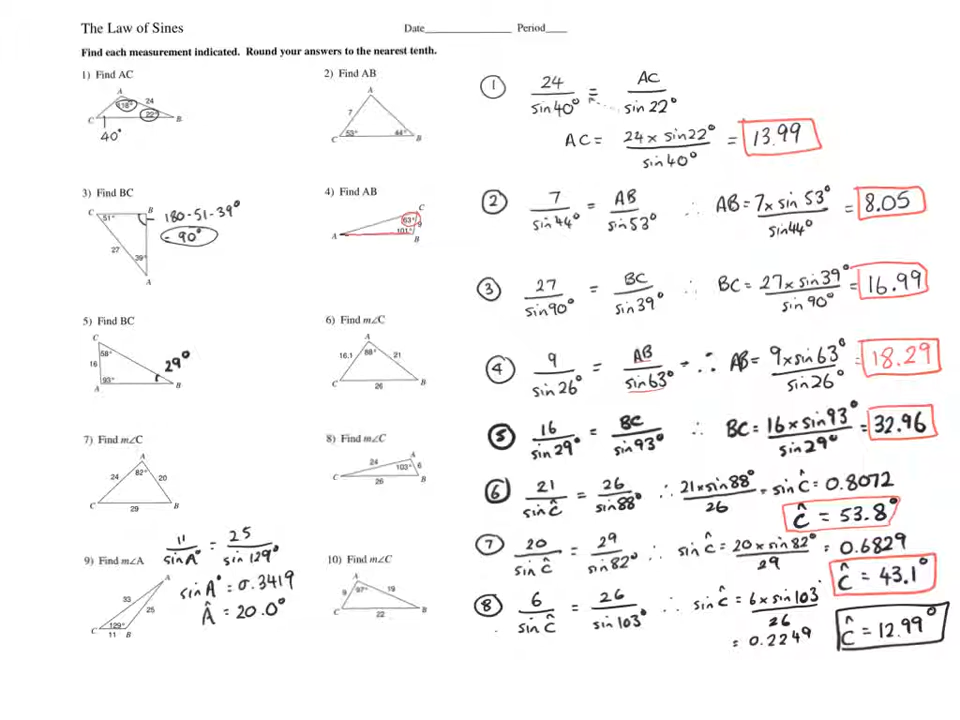 The Law of Sines
Date________________ Period____
Find each measurement indicated. Round your answers to the nearest tenth.
1) Find AC
A
118°
24
22°
C
B
40°
2) Find AB
A
7
53°
44°
C
B
3) Find BC
C
B
51°
27
39°
A
180-51-39°
= 90°
4) Find AB
C
63°
9
101°
A
B
5) Find BC
C
58°
16
93°
A
B
29°
6) Find m∠C
A
16.1
88°
21
C
B
26
7) Find m∠C
A
82°
24
20
C
B
29
8) Find m∠C
A
24
103°
6
C
B
26
11/sin A° = 25/sin 129°
9) Find m∠A
sin A° = 0.3419
Â = 20.0°
A
33
25
129°
C
11
B
10) Find m∠C
A
9
97°
19
C
B
22
① 24/sin 40° = AC/sin 22°
AC = 24 x sin 22°/sin 40° = 13.99
② 7/sin 44° = AB/sin 53° ∴ AB = 7 x sin 53°/sin 44° = 8.05
③ 27/sin 90° = BC/sin 39° ∴ BC = 27 x sin 39°/sin 90° = 16.99
④ 9/sin 26° = AB/sin 63° - ∴ AB = 9 x sin 63°/sin 26° = 18.29
⑤ 16/sin 29° = BC/sin 93° ∴ BC = 16 x sin 93°/sin 29° = 32.96
⑥ 21/sin Ĉ = 26/sin 88° ∴ 21 x sin 88°/26 = sin Ĉ = 0.8072
Ĉ = 53.8°
⑦ 20/sin Ĉ = 29/sin 82° ∴ sin Ĉ = 20 x sin 82°/29 = 0.6829
Ĉ = 43.1°
⑧ 6/sin Ĉ = 26/sin 103° ∴ sin Ĉ = 6 x sin 103°/26
= 0.2249
Ĉ = 12.99°